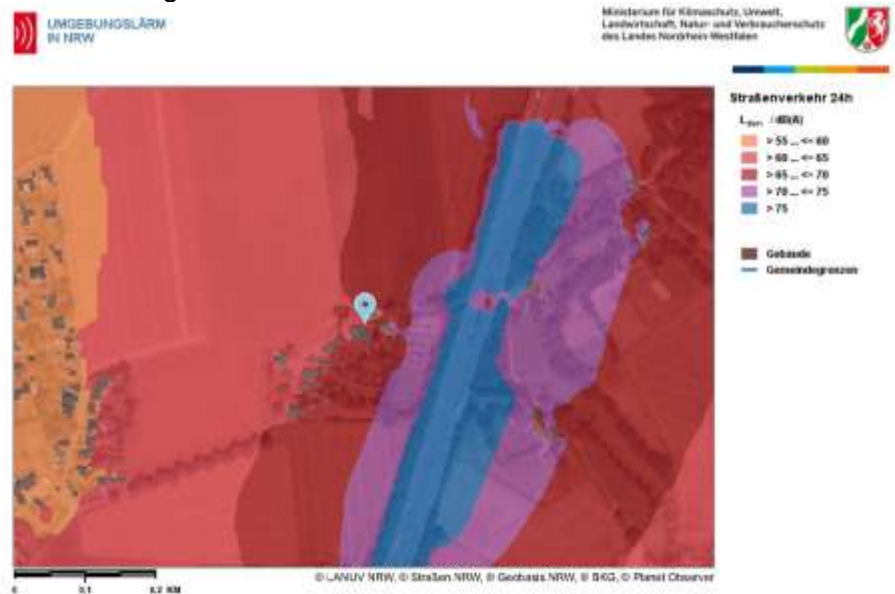 UMGEBUNGSLÄRM
IN NRW
Ministerium für Klimaschutz, Umwelt,
Landwirtschaft, Natur- und Verbraucherschutz
des Landes Nordrhein-Westfalen
Straßenverkehr 24h
L den / dB(A)
> 55 ... <= 60
> 60 ... <= 65
> 65 ... <= 70
> 70 ... <= 75
> 75
Gebäude
Gemeindegrenzen
0 0,1 0,2 KM
© LANUV NRW, © Straßen.NRW, © Geobasis.NRW, © BKG, © Planet Observer